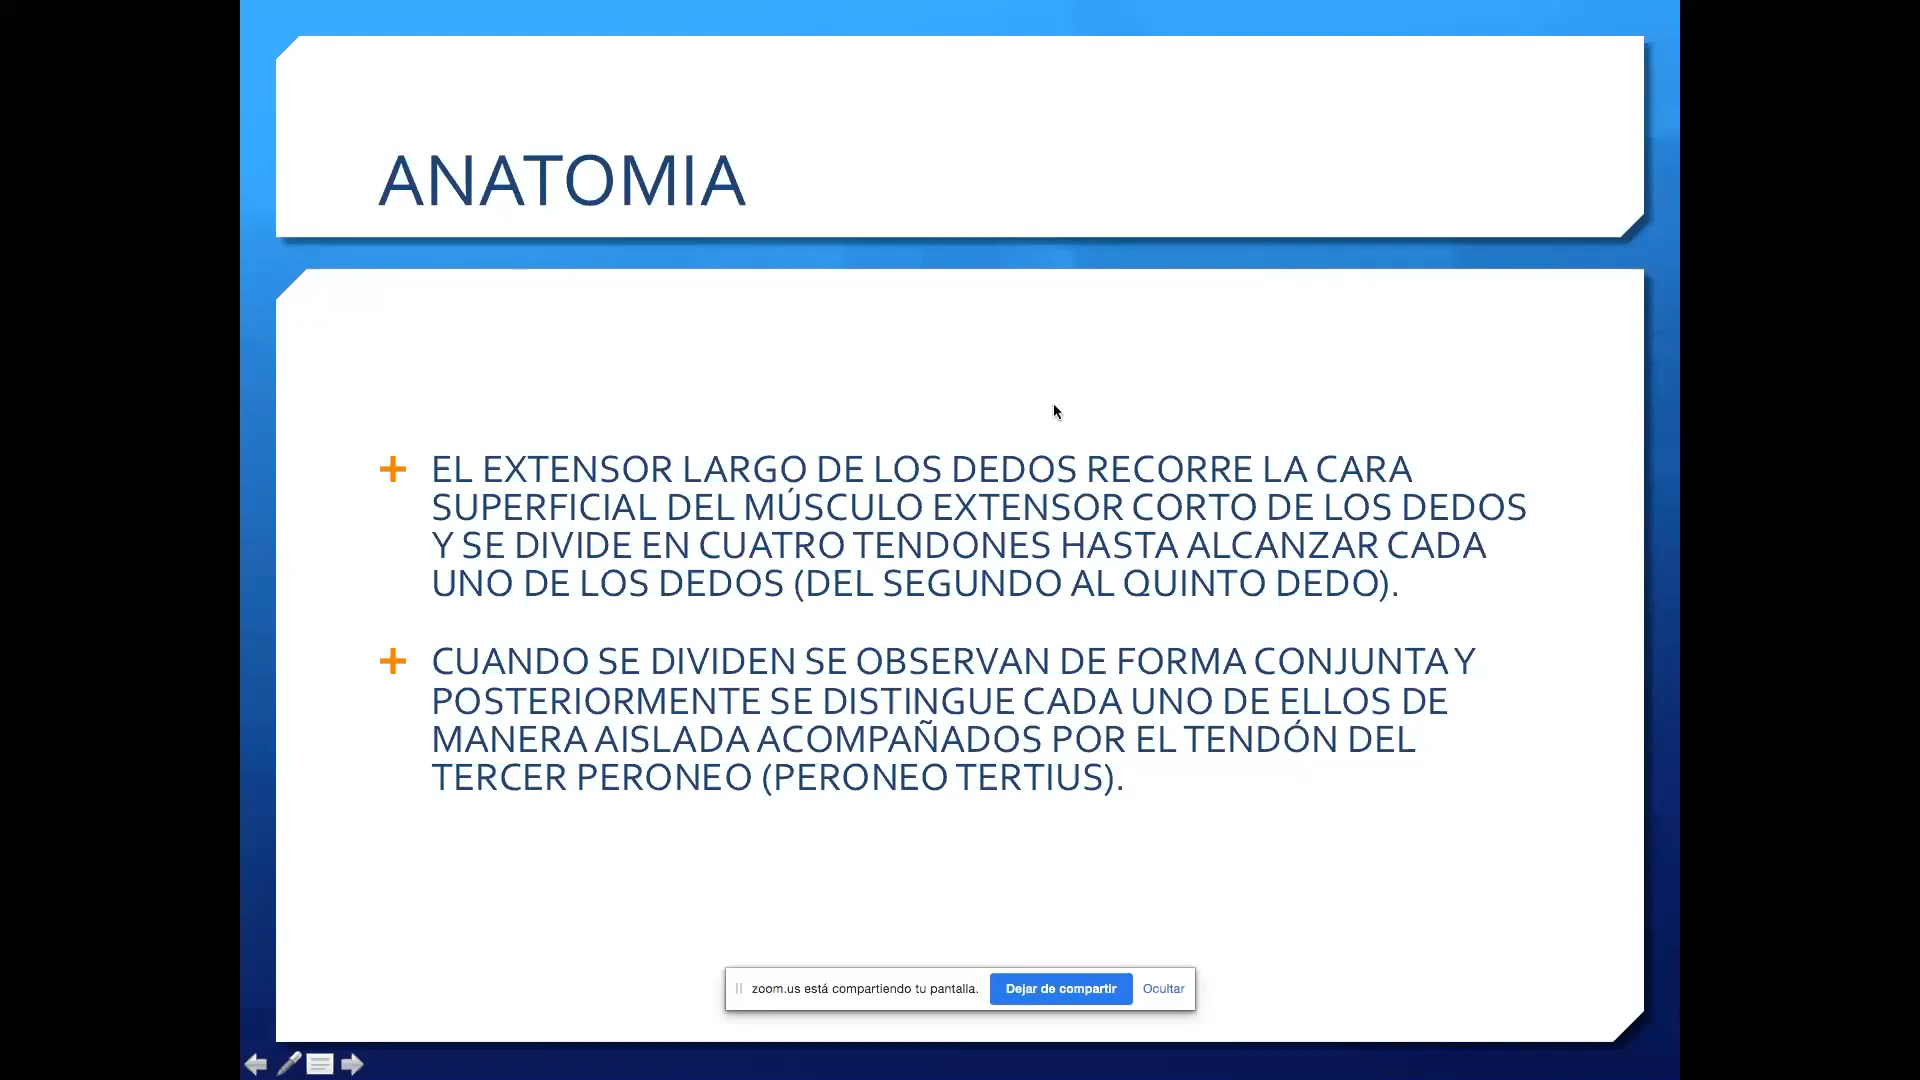 ANATOMIA
EL EXTENSOR LARGO DE LOS DEDOS RECORRE LA CARA
SUPERFICIAL DEL MÚSCULO EXTENSOR CORTO DE LOS DEDOS
Y SE DIVIDE EN CUATRO TENDONES HASTA ALCANZAR CADA
UNO DE LOS DEDOS (DEL SEGUNDO AL QUINTO DEDO).
CUANDO SE DIVIDEN SE OBSERVAN DE FORMA CONJUNTA Y
POSTERIORMENTE SE DISTINGUE CADA UNO DE ELLOS DE
MANERA AISLADA ACOMPAÑADOS POR EL TENDÓN DEL
TERCER PERONEO (PERONEO TERTIUS).
zoom.us está compartiendo tu pantalla. Dejar de compartir Ocultar